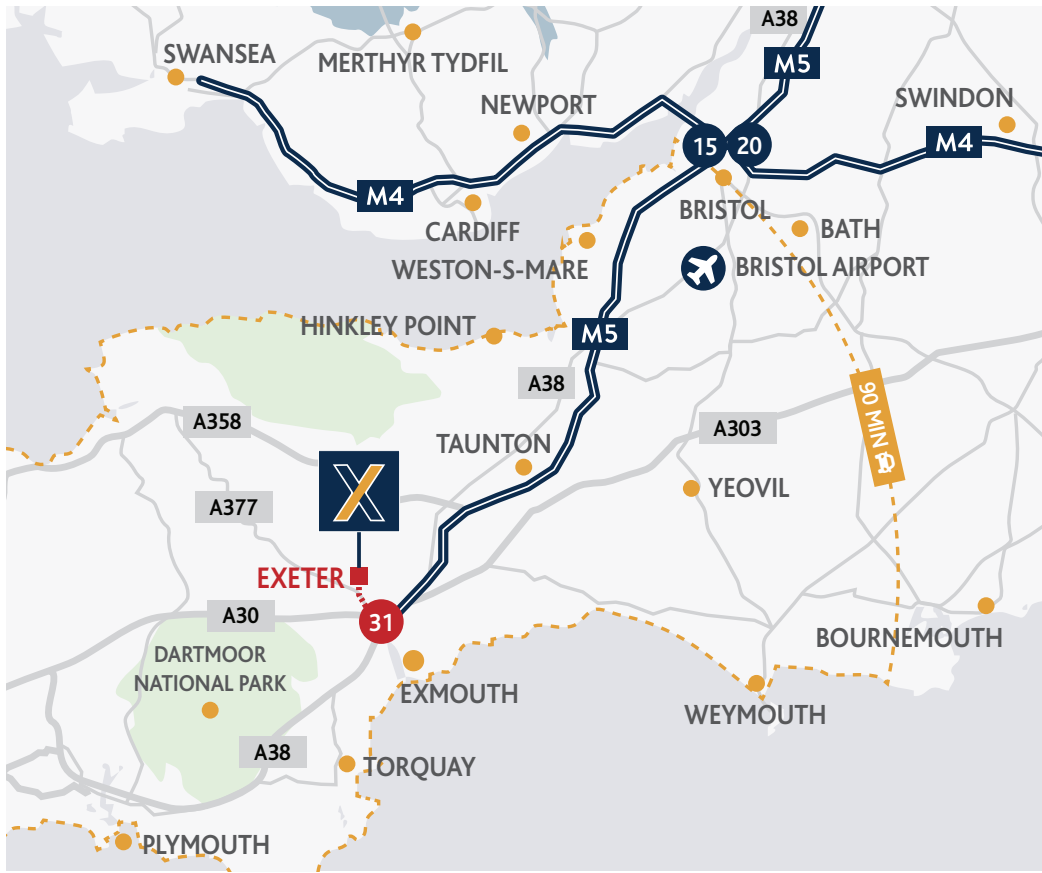 A38
SWANSEA
MERTHYR TYDFIL
M5
NEWPORT
SWINDON
15
20
M4
M4
BRISTOL
CARDIFF
BATH
WESTON-S-MARE
BRISTOL AIRPORT
HINKLEY POINT
M5
A38
90 MIN
A358
A303
TAUNTON
X
YEOVIL
A377
EXETER
A30
31
BOURNEMOUTH
DARTMOOR
NATIONAL PARK
EXMOUTH
WEYMOUTH
A38
TORQUAY
PLYMOUTH